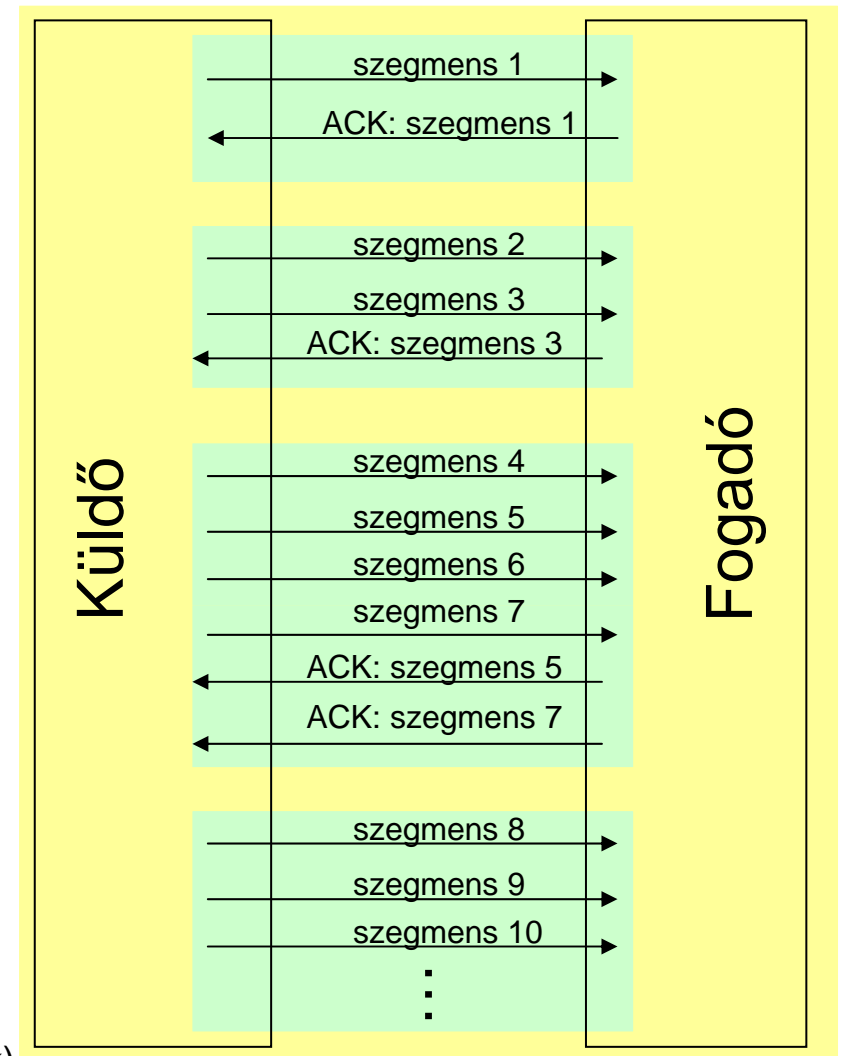 szegmens 1
ACK: szegmens 1
szegmens 2
szegmens 3
ACK: szegmens 3
Küldő
Fogadó
szegmens 4
szegmens 5
szegmens 6
szegmens 7
ACK: szegmens 5
ACK: szegmens 7
szegmens 8
szegmens 9
szegmens 10
⋮